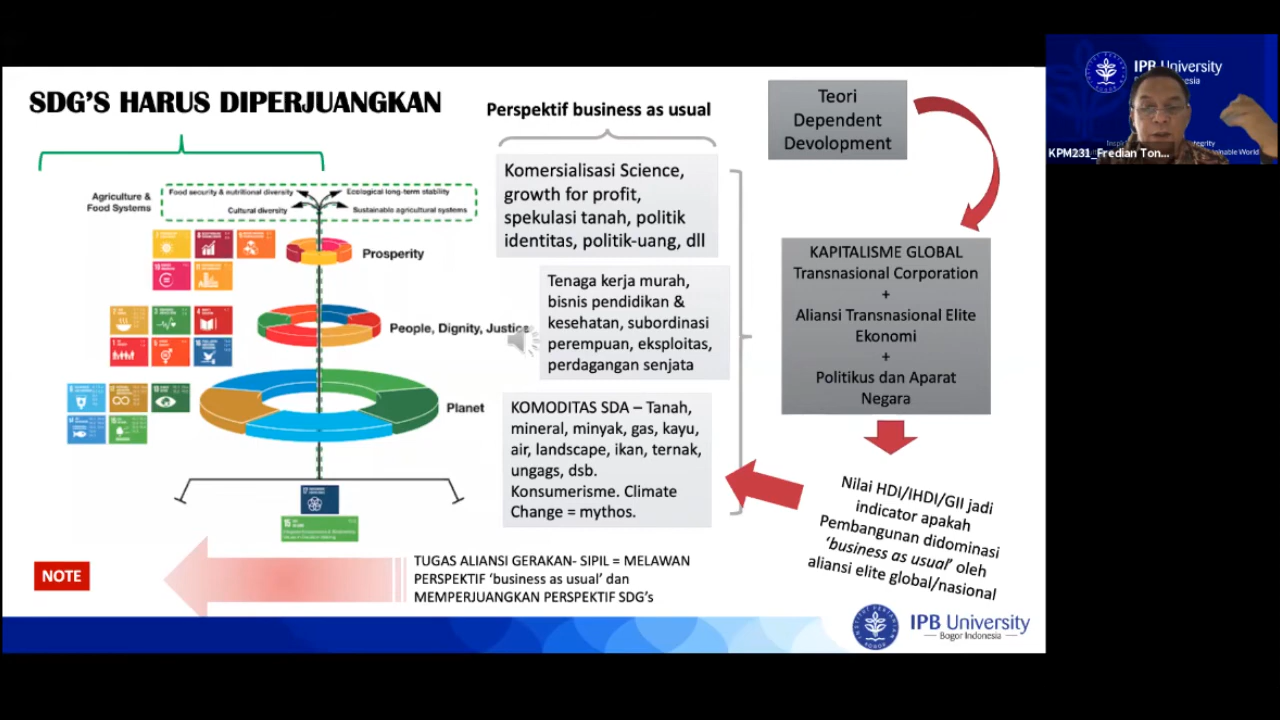 SDG'S HARUS DIPERJUANGKAN
Agriculture &
Food Systems
Food security & nutritional diversity
Ecological long-term stability
Cultural diversity
Sustainable agricultural systems
Prosperity
People, Dignity, Justice
Planet
Perspektif business as usual
Komersialisasi Science,
growth for profit,
spekulasi tanah, politik
identitas, politik-uang, dll
Tenaga kerja murah,
bisnis pendidikan &
kesehatan, subordinasi
perempuan, eksploitas,
perdagangan senjata
KOMODITAS SDA – Tanah,
mineral, minyak, gas, kayu,
air, landscape, ikan, ternak,
ungags, dsb.
Konsumerisme. Climate
Change = mythos.
Teori
Dependent
Devolopment
KAPITALISME GLOBAL
Transnasional Corporation
+
Aliansi Transnasional Elite
Ekonomi
+
Politikus dan Aparat
Negara
Nilai HDI/IHDI/GII jadi
indicator apakah
Pembangunan didominasi
'business as usual' oleh
aliansi elite global/nasional
NOTE
TUGAS ALIANSI GERAKAN- SIPIL = MELAWAN
PERSPEKTIF 'business as usual' dan
MEMPERJUANGKAN PERSPEKTIF SDG's
IPB University
Bogor Indonesia
IPB University
KPM231_Fredian Ton...